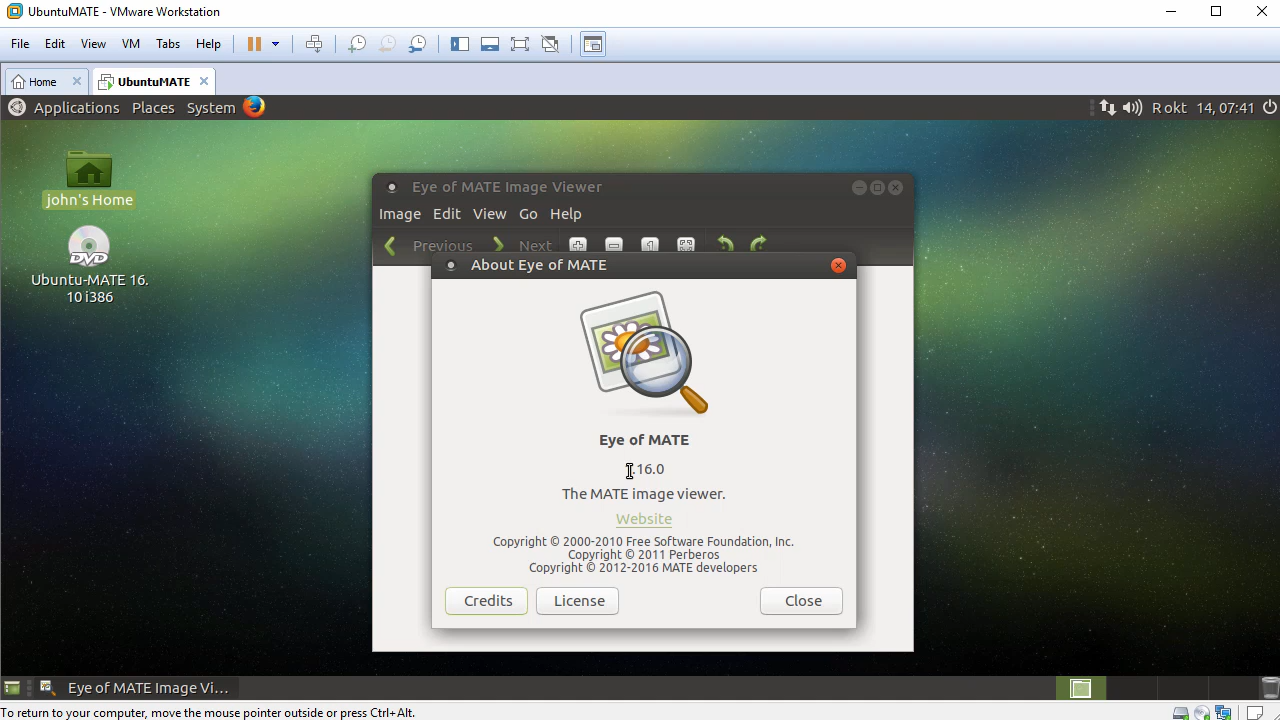 UbuntuMATE - VMware Workstation
File Edit View VM Tabs Help
Home UbuntuMATE
Applications Places System R okt 14, 07:41
john's Home
Ubuntu-MATE 16.
10 i386
Eye of MATE Image Viewer
Image Edit View Go Help
Previous Next
About Eye of MATE
Eye of MATE
.16.0
The MATE image viewer.
Website
Copyright © 2000-2010 Free Software Foundation, Inc.
Copyright © 2011 Perberos
Copyright © 2012-2016 MATE developers
Credits License Close
Eye of MATE Image Vi...
To return to your computer, move the mouse pointer outside or press Ctrl+Alt.